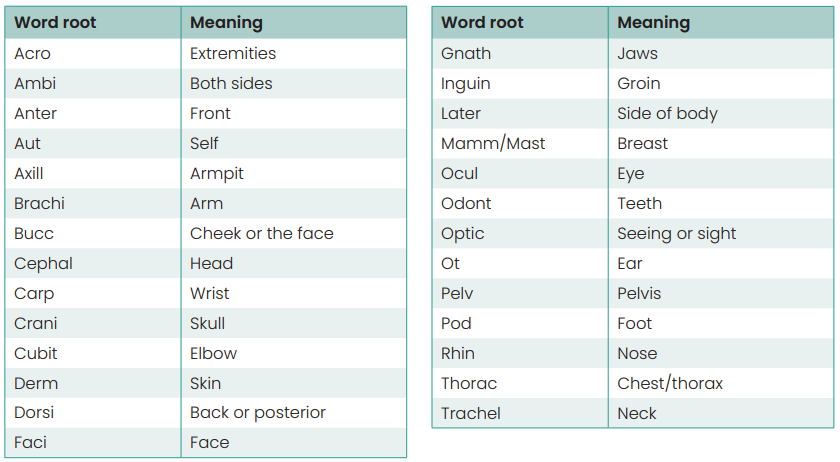 Word root Meaning
Acro Extremities
Ambi Both sides
Anter Front
Aut Self
Axill Armpit
Brachi Arm
Bucc Cheek or the face
Cephal Head
Carp Wrist
Crani Skull
Cubit Elbow
Derm Skin
Dorsi Back or posterior
Faci Face
Word root Meaning
Gnath Jaws
Inguin Groin
Later Side of body
Mamm/Mast Breast
Ocul Eye
Odont Teeth
Optic Seeing or sight
Ot Ear
Pelv Pelvis
Pod Foot
Rhin Nose
Thorac Chest/thorax
Trachel Neck